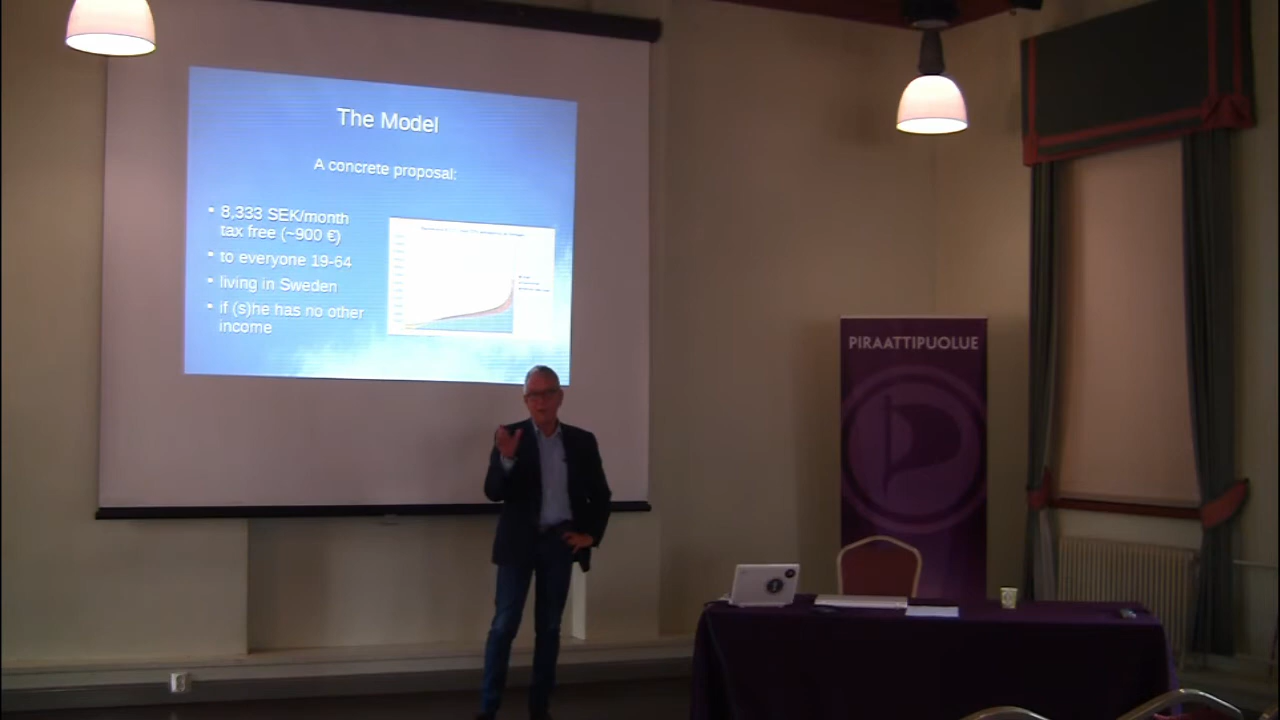 The Model
A concrete proposal:
8,333 SEK/month
tax free (~900 €)
to everyone 19-64
living in Sweden
if (s)he has no other
income
PIRAATTIPUOLUE